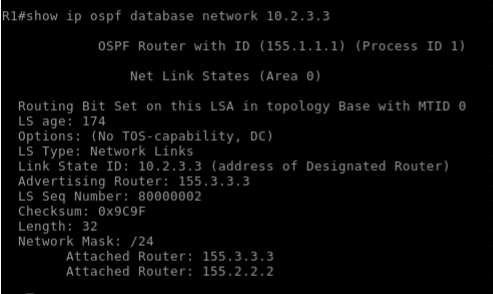 R1#show ip ospf database network 10.2.3.3
OSPF Router with ID (155.1.1.1) (Process ID 1)
Net Link States (Area 0)
Routing Bit Set on this LSA in topology Base with MTID 0
LS age: 174
Options: (No TOS-capability, DC)
LS Type: Network Links
Link State ID: 10.2.3.3 (address of Designated Router)
Advertising Router: 155.3.3.3
LS Seq Number: 80000002
Checksum: 0x9C9F
Length: 32
Network Mask: /24
Attached Router: 155.3.3.3
Attached Router: 155.2.2.2